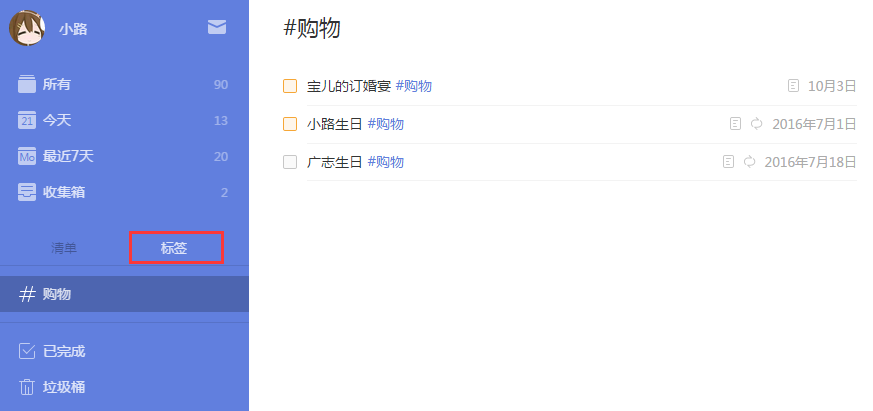 小路
所有 90
21 今天 13
Mo 最近7天 20
收集箱 2
清单 标签
# 购物
已完成
垃圾桶
#购物
宝儿的订婚宴 #购物 10月3日
小路生日 #购物 2016年7月1日
广志生日 #购物 2016年7月18日